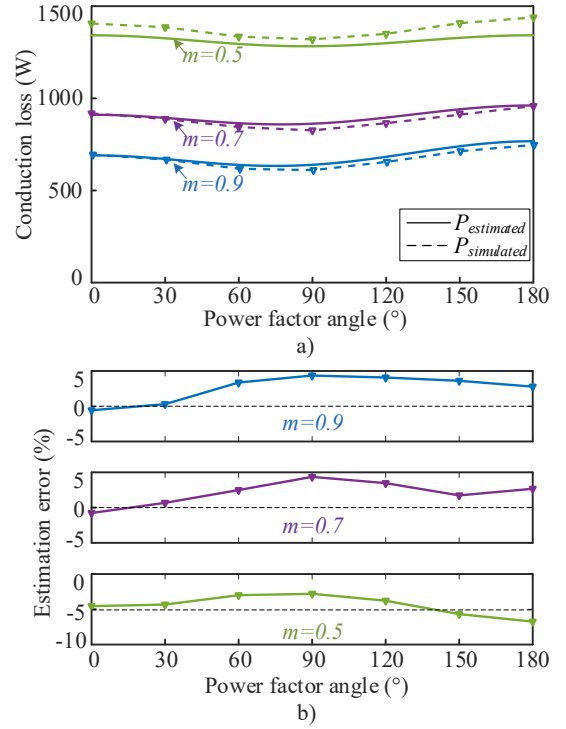 1500
1000
500
0
Conduction loss (W)
m=0.5
m=0.7
m=0.9
P_estimated
P_simulated
0 30 60 90 120 150 180
Power factor angle (°)
a)
Estimation error (%)
5
0
-5
m=0.9
5
0
-5
m=0.7
0
-5
-10
m=0.5
0 30 60 90 120 150 180
Power factor angle (°)
b)